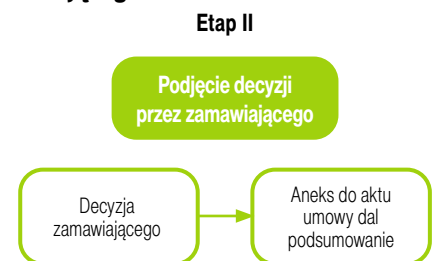 Etap II
Podjęcie decyzji
przez zamawiającego
Decyzja
zamawiającego
Aneks do aktu
umowy dal
podsumowanie